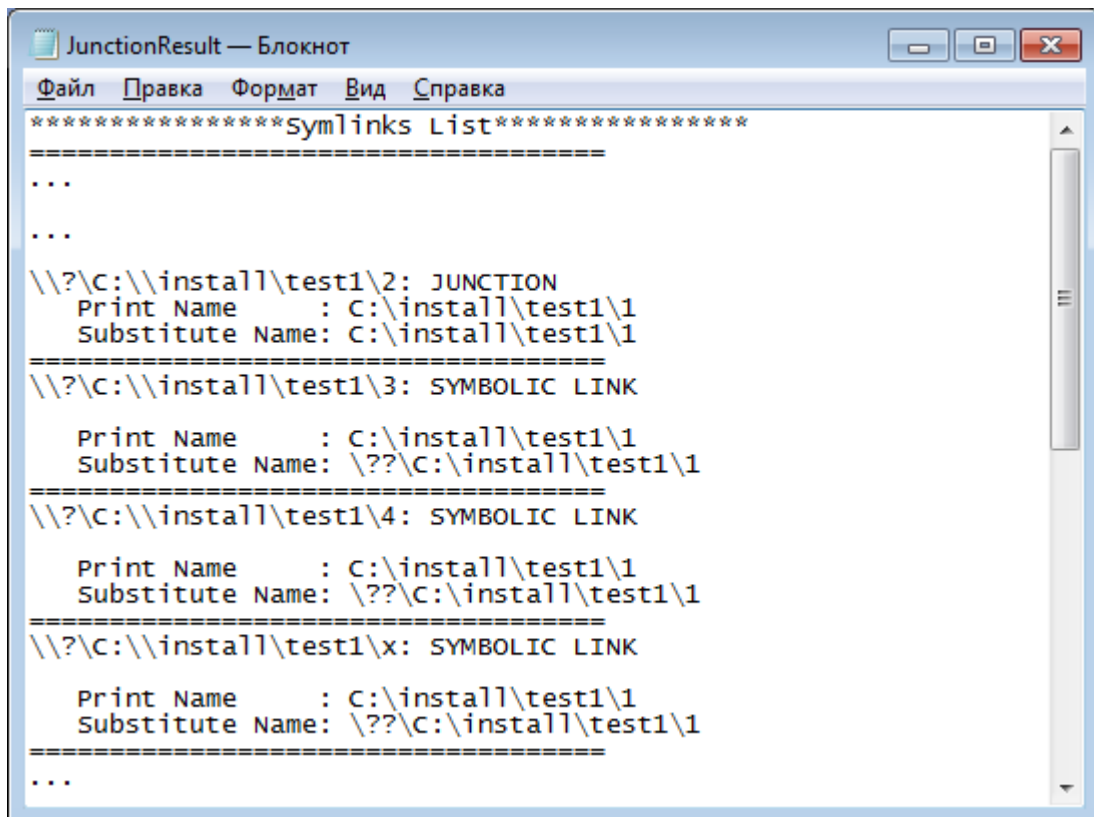 JunctionResult — Блокнот
Файл Правка Формат Вид Справка
****************Symlinks List****************
====================================
...
...
\\?\C:\\install\test1\2: JUNCTION
Print Name : C:\install\test1\1
Substitute Name: C:\install\test1\1
====================================
\\?\C:\\install\test1\3: SYMBOLIC LINK
Print Name : C:\install\test1\1
Substitute Name: \??\C:\install\test1\1
====================================
\\?\C:\\install\test1\4: SYMBOLIC LINK
Print Name : C:\install\test1\1
Substitute Name: \??\C:\install\test1\1
====================================
\\?\C:\\install\test1\x: SYMBOLIC LINK
Print Name : C:\install\test1\1
Substitute Name: \??\C:\install\test1\1
====================================
...